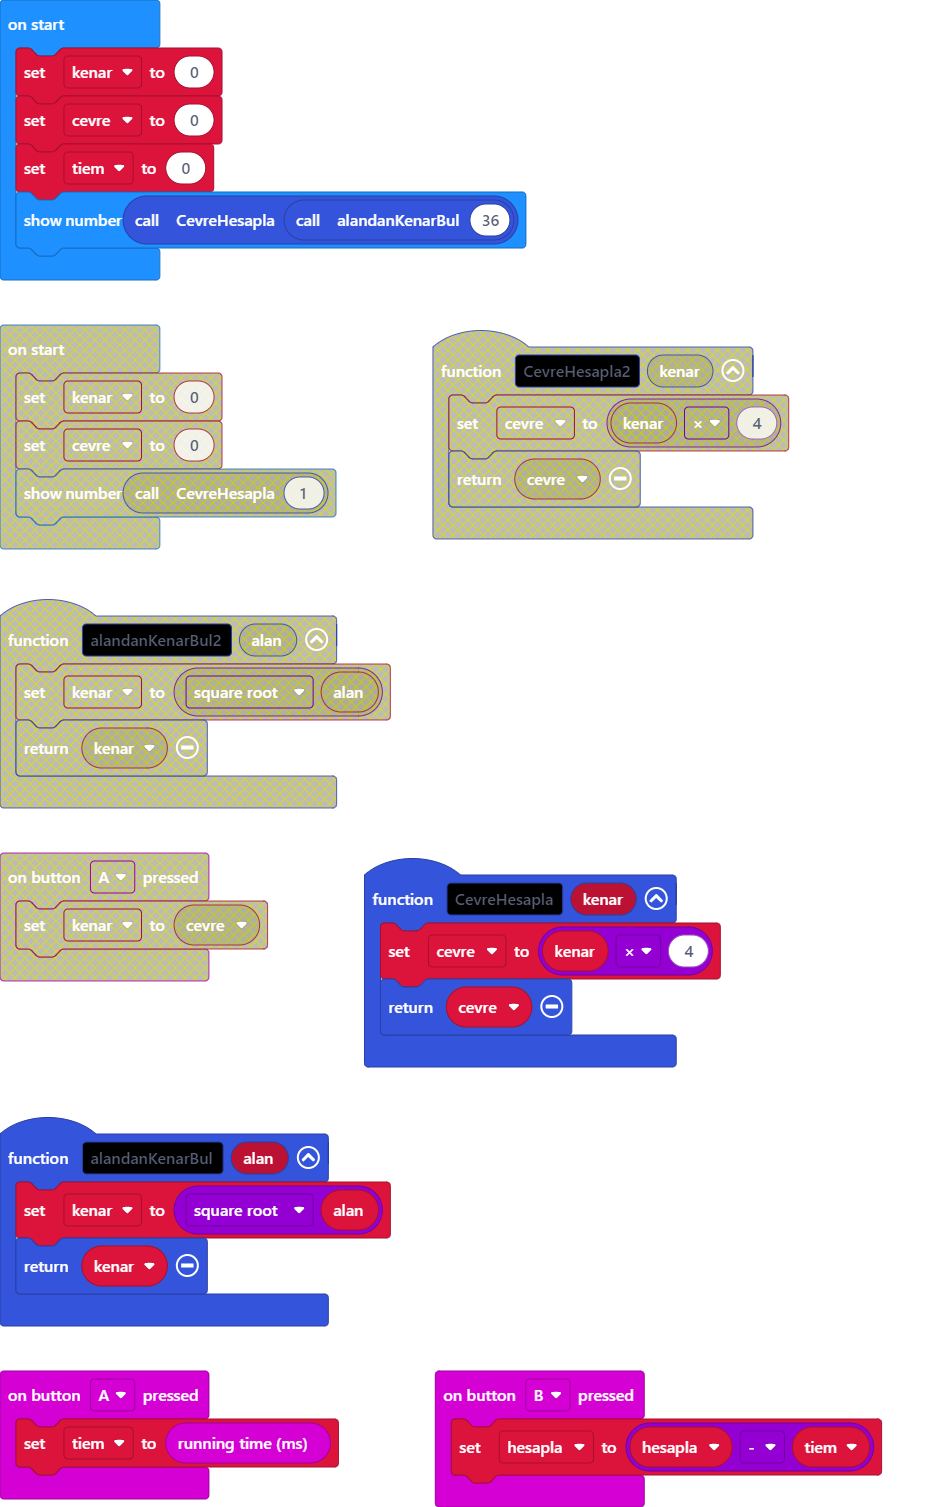 on start
set kenar to 0
set cevre to 0
set tiem to 0
show number call CevreHesapla call alandanKenarBul 36
on start
set kenar to 0
set cevre to 0
show number call CevreHesapla 1
function CevreHesapla2 kenar
set cevre to kenar × 4
return cevre
function alandanKenarBul2 alan
set kenar to square root alan
return kenar
on button A pressed
set kenar to cevre
function CevreHesapla kenar
set cevre to kenar × 4
return cevre
function alandanKenarBul alan
set kenar to square root alan
return kenar
on button A pressed
set tiem to running time (ms)
on button B pressed
set hesapla to hesapla - tiem